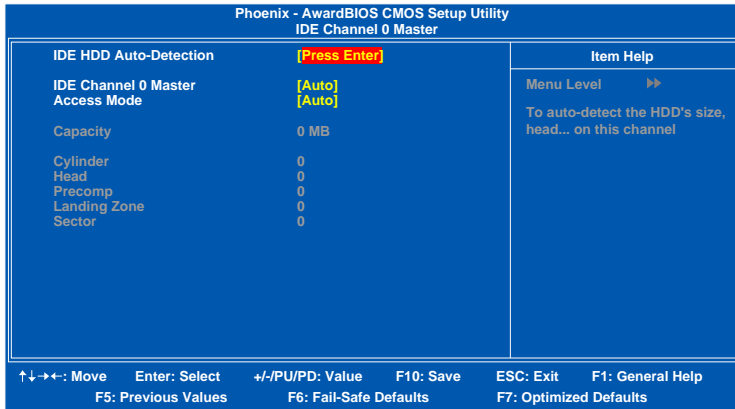 Phoenix - AwardBIOS CMOS Setup Utility
IDE Channel 0 Master
IDE HDD Auto-Detection [Press Enter]
Item Help
IDE Channel 0 Master [Auto]
Menu Level ▸▸
Access Mode [Auto]
To auto-detect the HDD's size,
head... on this channel
Capacity 0 MB
Cylinder 0
Head 0
Precomp 0
Landing Zone 0
Sector 0
↑↓→←: Move Enter: Select +/-/PU/PD: Value F10: Save ESC: Exit F1: General Help
F5: Previous Values F6: Fail-Safe Defaults F7: Optimized Defaults